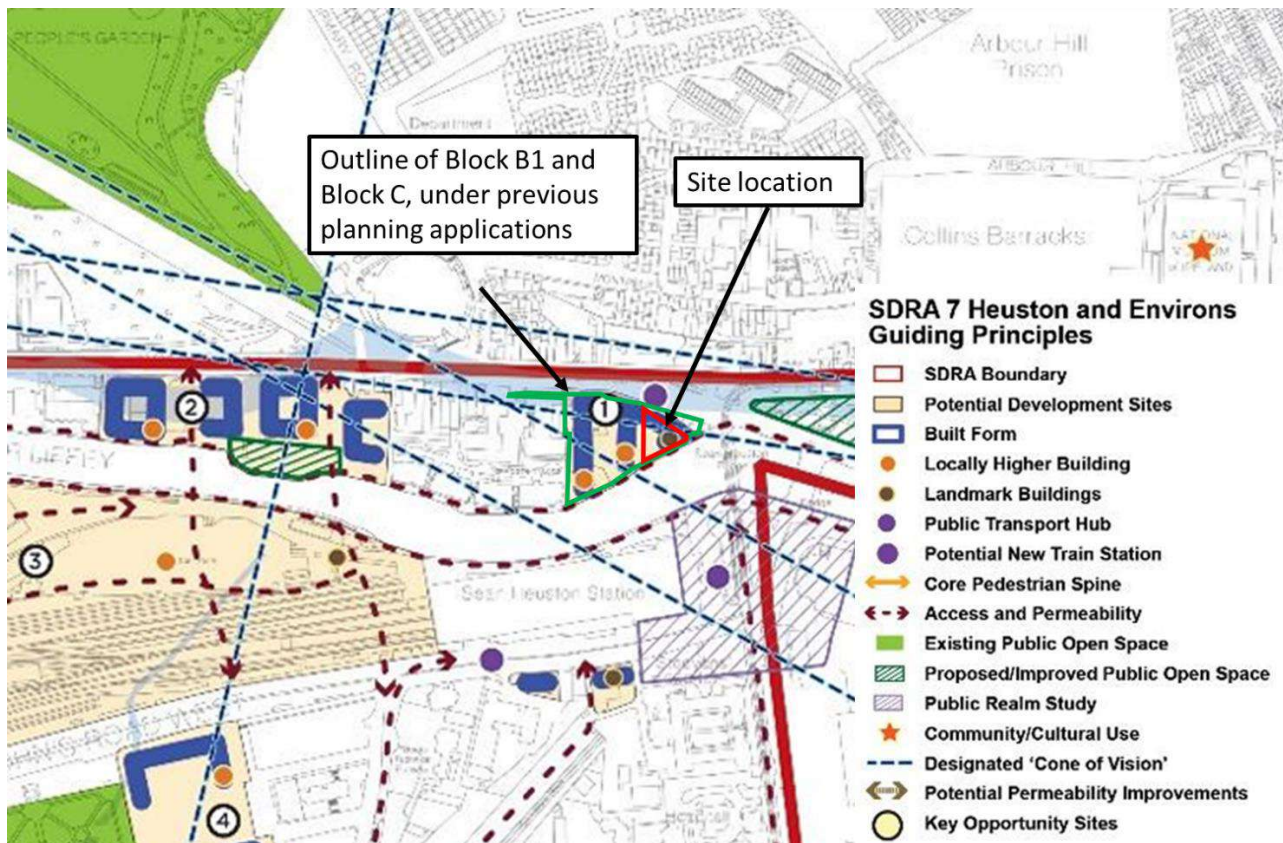 PEOPLE'S GARDEN
Arbour Hill
Prison
Department
Outline of Block B1 and
Block C, under previous
planning applications
Site location
ARBOUR HILL
Collins Barracks
NATIONAL
SDRA 7 Heuston and Environs
Guiding Principles
SDRA Boundary
Potential Development Sites
Built Form
Locally Higher Building
Landmark Buildings
Public Transport Hub
Potential New Train Station
Core Pedestrian Spine
Access and Permeability
Existing Public Open Space
Proposed/Improved Public Open Space
Public Realm Study
Community/Cultural Use
Designated 'Cone of Vision'
Potential Permeability Improvements
Key Opportunity Sites
1
2
LIFFEY
3
Sean Heuston Station
4